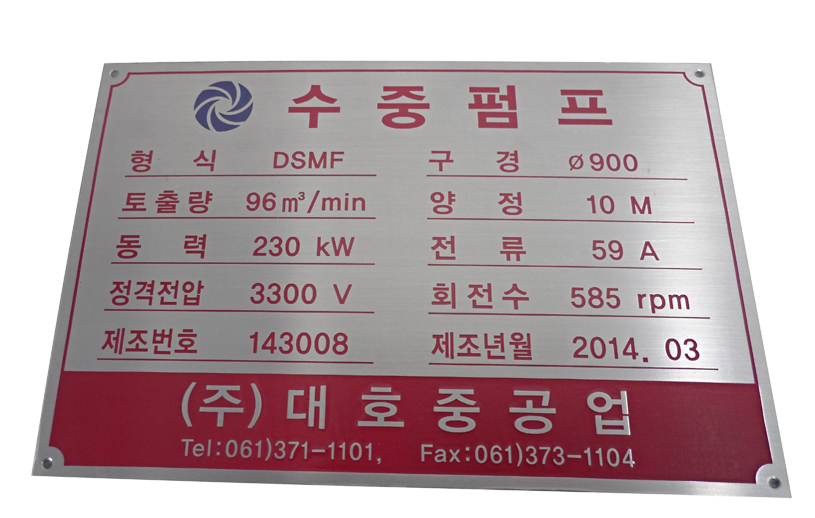 수중펌프
형 식 DSMF 구 경 ø900
토출량 96㎥/min 양 정 10 M
동 력 230 kW 전 류 59 A
정격전압 3300 V 회전수 585 rpm
제조번호 143008 제조년월 2014. 03
(주) 대호중공업
Tel:061)371-1101, Fax:061)373-1104